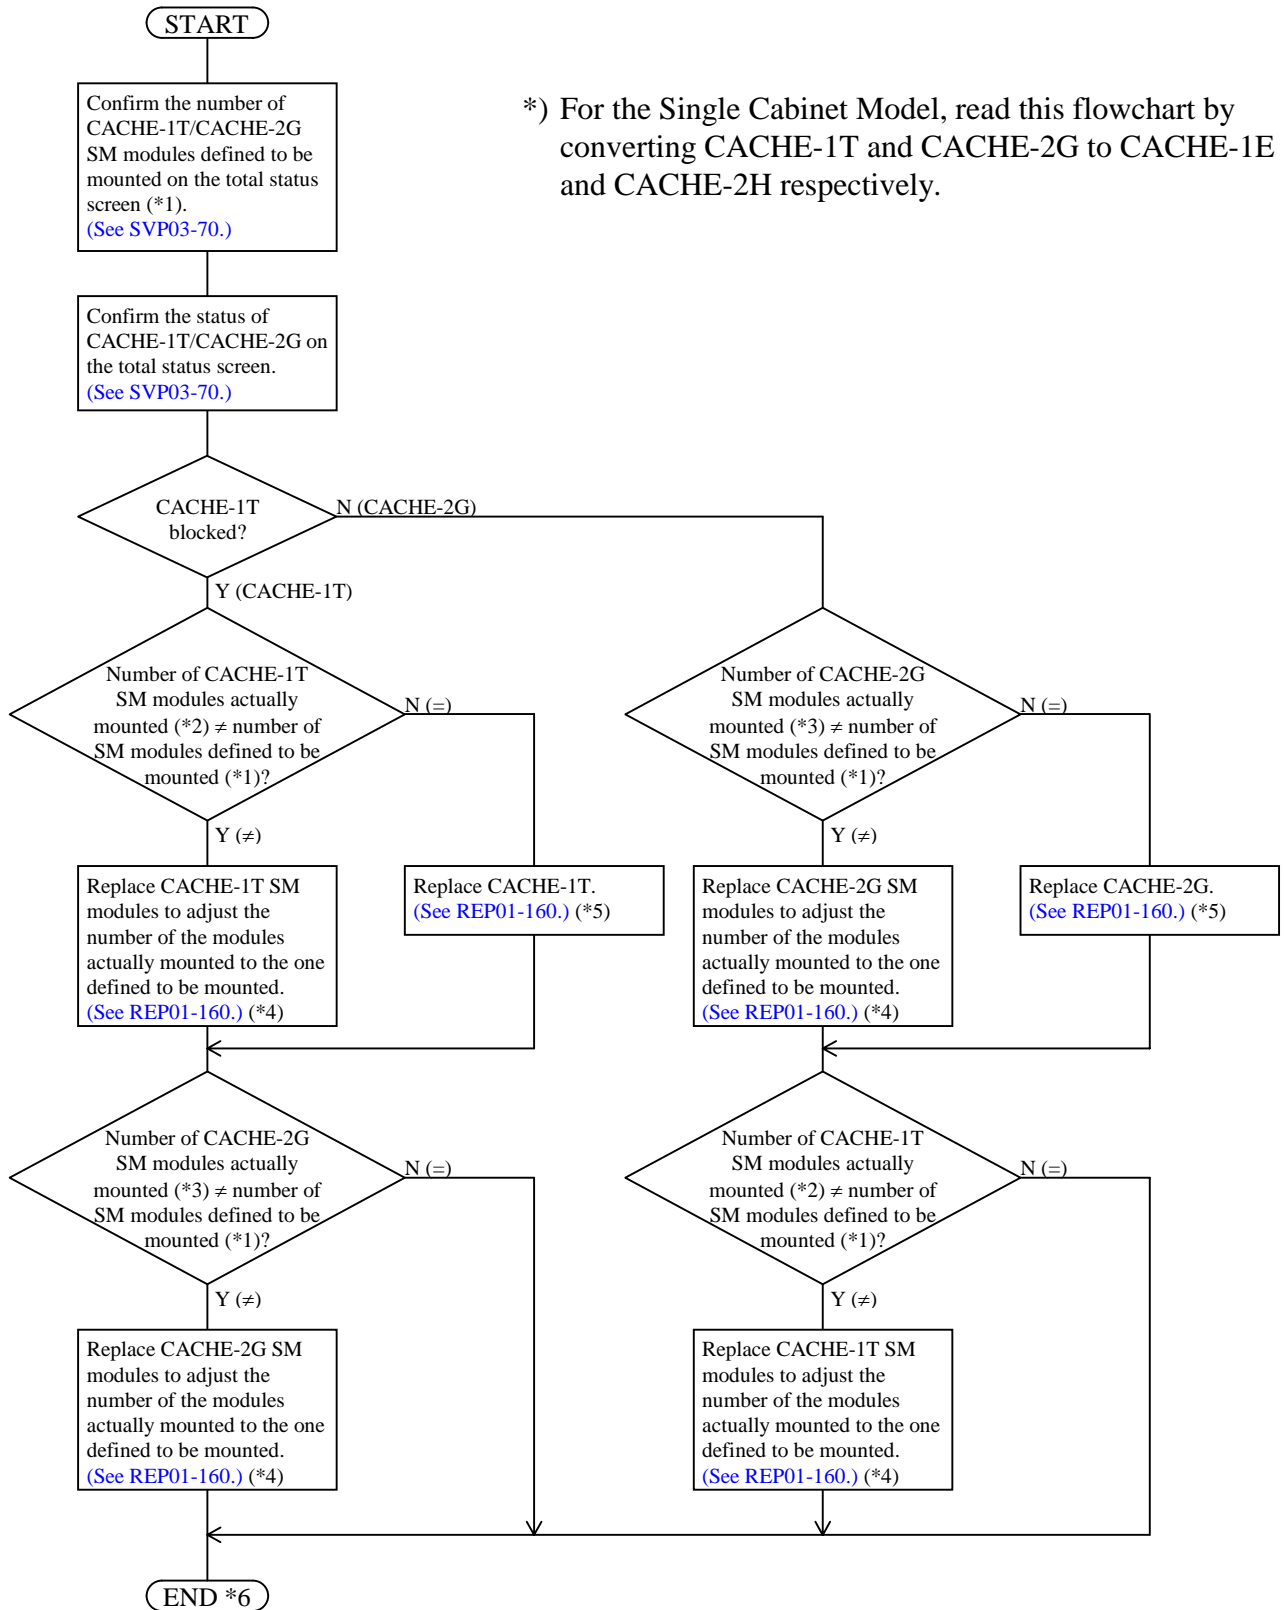 START
Confirm the number of
CACHE-1T/CACHE-2G
SM modules defined to be
mounted on the total status
screen (*1).
(See SVP03-70.)
*) For the Single Cabinet Model, read this flowchart by
converting CACHE-1T and CACHE-2G to CACHE-1E
and CACHE-2H respectively.
Confirm the status of
CACHE-1T/CACHE-2G on
the total status screen.
(See SVP03-70.)
CACHE-1T
blocked?
N (CACHE-2G)
Y (CACHE-1T)
Number of CACHE-1T
SM modules actually
mounted (*2) ≠ number of
SM modules defined to be
mounted (*1)?
N (=)
Y (≠)
Number of CACHE-2G
SM modules actually
mounted (*3) ≠ number of
SM modules defined to be
mounted (*1)?
N (=)
Y (≠)
Replace CACHE-1T SM
modules to adjust the
number of the modules
actually mounted to the one
defined to be mounted.
(See REP01-160.) (*4)
Replace CACHE-1T.
(See REP01-160.) (*5)
Replace CACHE-2G SM
modules to adjust the
number of the modules
actually mounted to the one
defined to be mounted.
(See REP01-160.) (*4)
Replace CACHE-2G.
(See REP01-160.) (*5)
Number of CACHE-2G
SM modules actually
mounted (*3) ≠ number of
SM modules defined to be
mounted (*1)?
N (=)
Y (≠)
Number of CACHE-1T
SM modules actually
mounted (*2) ≠ number of
SM modules defined to be
mounted (*1)?
N (=)
Y (≠)
Replace CACHE-2G SM
modules to adjust the
number of the modules
actually mounted to the one
defined to be mounted.
(See REP01-160.) (*4)
Replace CACHE-1T SM
modules to adjust the
number of the modules
actually mounted to the one
defined to be mounted.
(See REP01-160.) (*4)
END *6